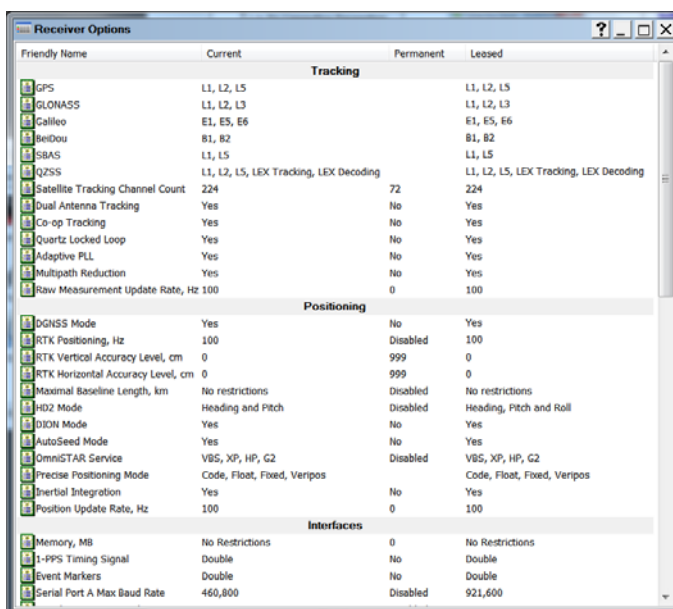 Receiver Options
Friendly Name Current Permanent Leased
Tracking
GPS L1, L2, L5 L1, L2, L5
GLONASS L1, L2, L3 L1, L2, L3
Galileo E1, E5, E6 E1, E5, E6
BeiDou B1, B2 B1, B2
SBAS L1, L5 L1, L5
QZSS L1, L2, L5, LEX Tracking, LEX Decoding L1, L2, L5, LEX Tracking, LEX Decoding
Satellite Tracking Channel Count 224 72 224
Dual Antenna Tracking Yes No Yes
Co-op Tracking Yes No Yes
Quartz Locked Loop Yes No Yes
Adaptive PLL Yes No Yes
Multipath Reduction Yes No Yes
Raw Measurement Update Rate, Hz 100 0 100
Positioning
DGNSS Mode Yes No Yes
RTK Positioning, Hz 100 Disabled 100
RTK Vertical Accuracy Level, cm 0 999 0
RTK Horizontal Accuracy Level, cm 0 999 0
Maximal Baseline Length, km No restrictions Disabled No restrictions
HD2 Mode Heading and Pitch Disabled Heading, Pitch and Roll
DION Mode Yes No Yes
AutoSeed Mode Yes No Yes
OmniSTAR Service VBS, XP, HP, G2 Disabled VBS, XP, HP, G2
Precise Positioning Mode Code, Float, Fixed, Veripos Code, Float, Fixed, Veripos
Inertial Integration Yes No Yes
Position Update Rate, Hz 100 0 100
Interfaces
Memory, MB No Restrictions 0 No Restrictions
1-PPS Timing Signal Double No Double
Event Markers Double No Double
Serial Port A Max Baud Rate 460,800 Disabled 921,600